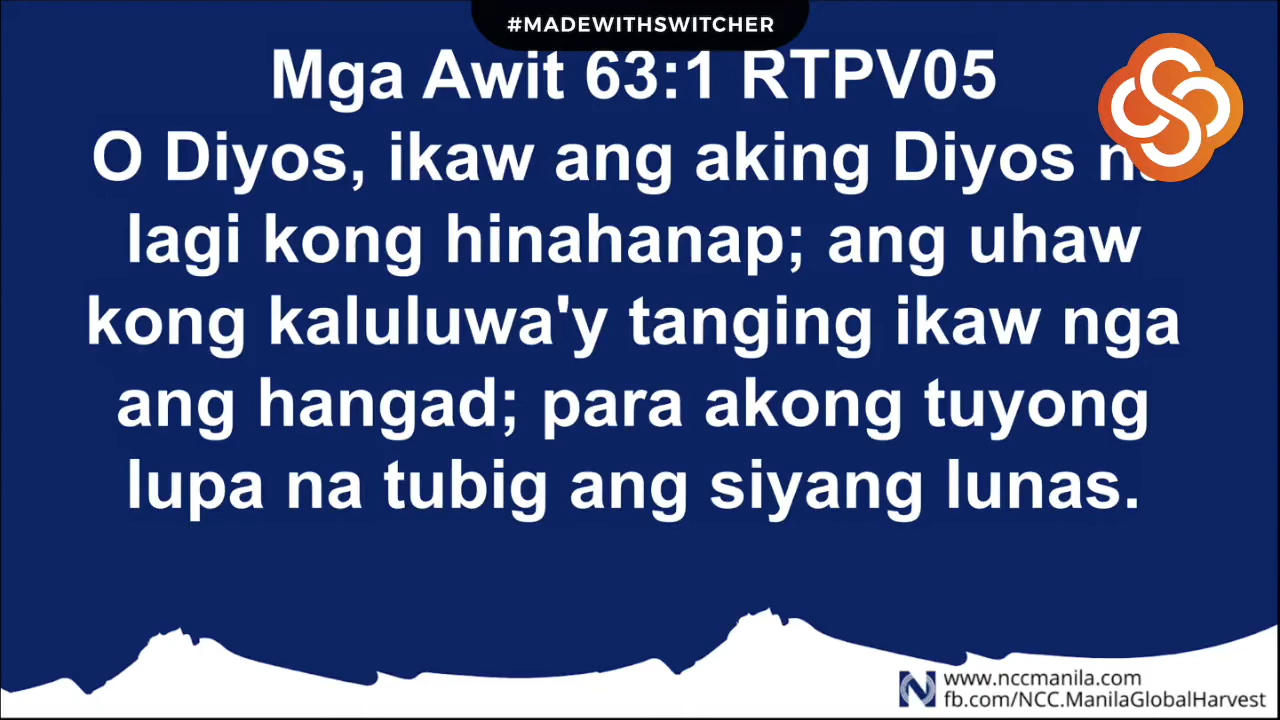 #MADEWITHSWITCHER
Mga Awit 63:1 RTPV05
O Diyos, ikaw ang aking Diyos
lagi kong hinahanap; ang uhaw
kong kaluluwa'y tanging ikaw nga
ang hangad; para akong tuyong
lupa na tubig ang siyang lunas.
www.nccmanila.com
fb.com/NCC.ManilaGlobalHarvest